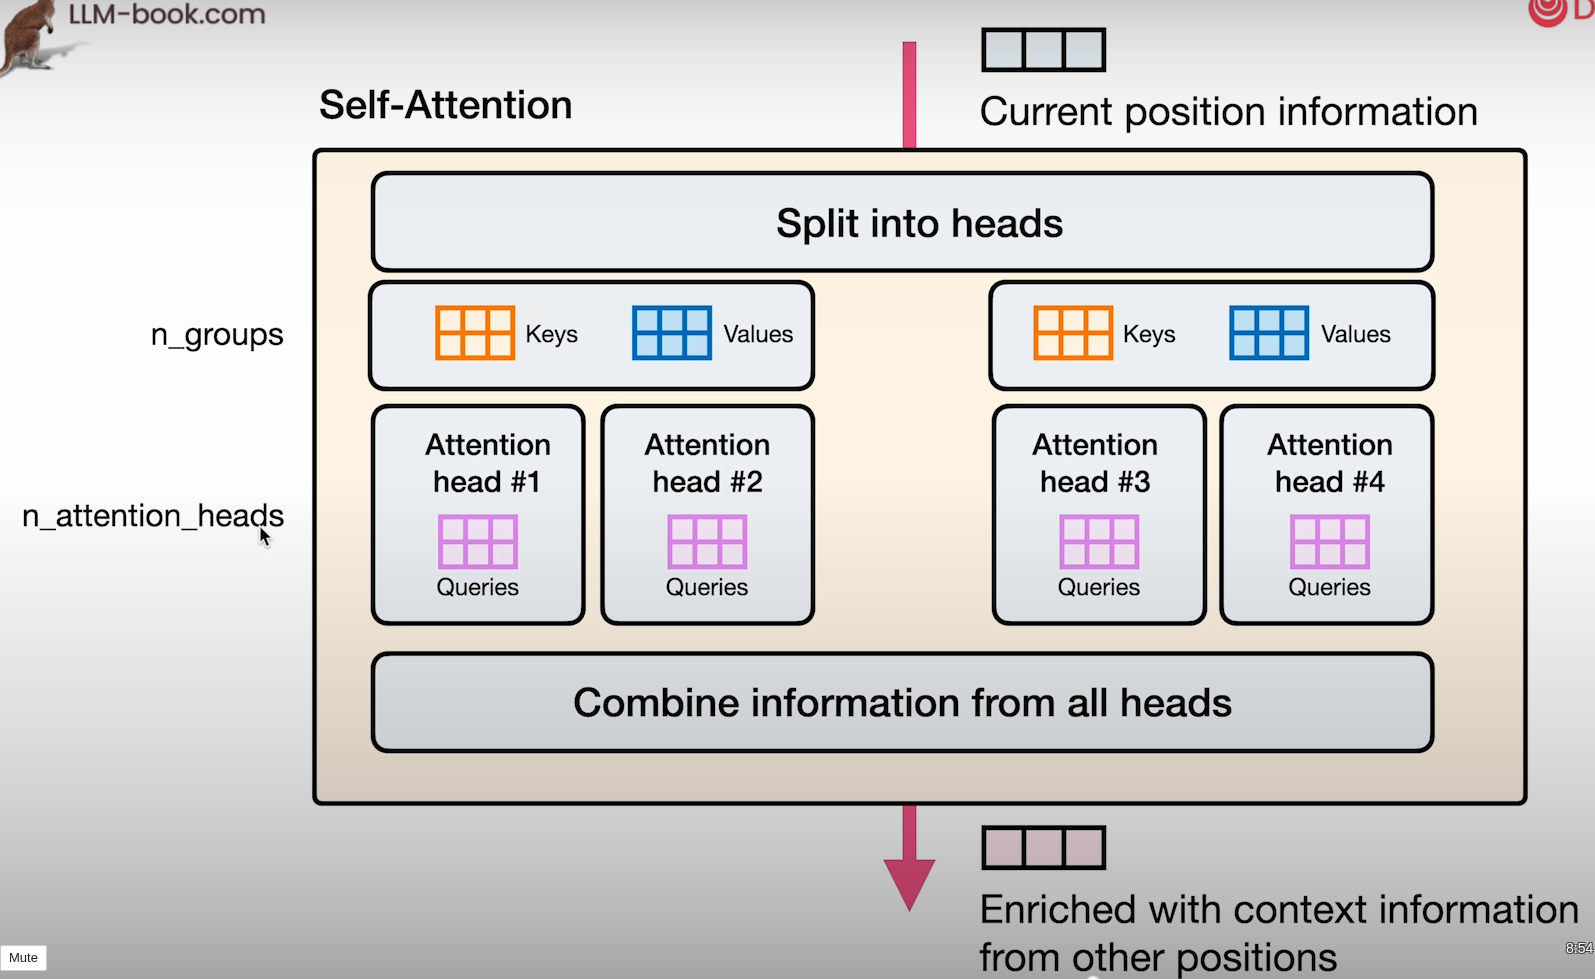 LLM-book.com
D
Self-Attention
Current position information
Split into heads
n_groups
Keys
Values
Keys
Values
n_attention_heads
Attention
head #1
Queries
Attention
head #2
Queries
Attention
head #3
Queries
Attention
head #4
Queries
Combine information from all heads
Enriched with context information
from other positions
Mute
8:54